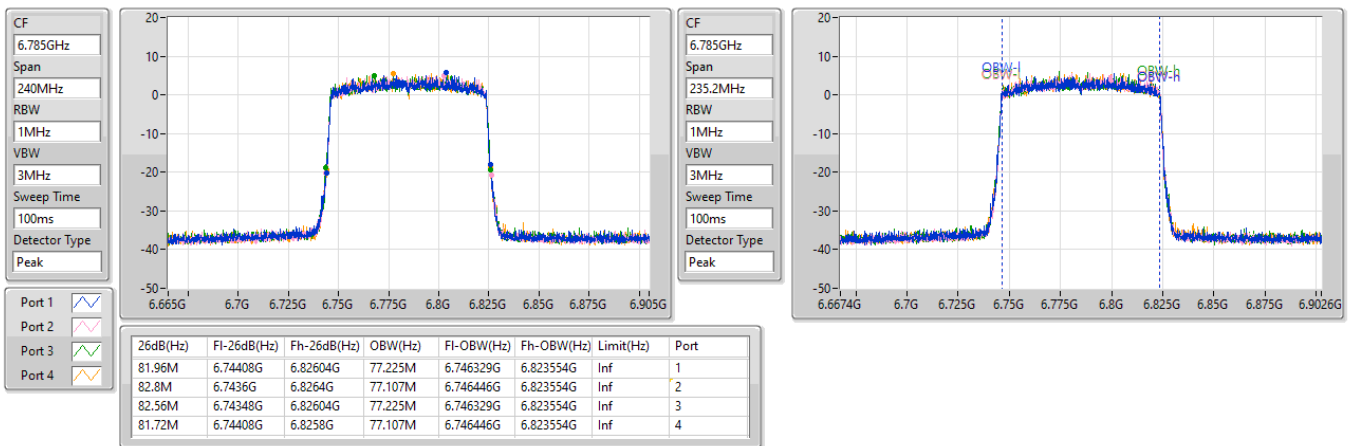 CF
6.785GHz
Span
240MHz
RBW
1MHz
VBW
3MHz
Sweep Time
100ms
Detector Type
Peak
20
10
0
-10
-20
-30
-40
-50
6.665G 6.7G 6.725G 6.75G 6.775G 6.8G 6.825G 6.85G 6.875G 6.905G
CF
6.785GHz
Span
235.2MHz
RBW
1MHz
VBW
3MHz
Sweep Time
100ms
Detector Type
Peak
20
10
0
-10
-20
-30
-40
-50
OBW-l
OBW-h
OBW-h
6.66674G 6.7G 6.725G 6.75G 6.775G 6.8G 6.825G 6.85G 6.875G 6.9026G
Port 1
Port 2
Port 3
Port 4
26dB(Hz) Fl-26dB(Hz) Fh-26dB(Hz) OBW(Hz) Fl-OBW(Hz) Fh-OBW(Hz) Limit(Hz) Port
81.96M 6.74408G 6.82604G 77.225M 6.746329G 6.823554G Inf 1
82.8M 6.7436G 6.8264G 77.107M 6.746446G 6.823554G Inf 2
82.56M 6.74348G 6.82604G 77.225M 6.746329G 6.823554G Inf 3
81.72M 6.74408G 6.8258G 77.107M 6.746446G 6.823554G Inf 4